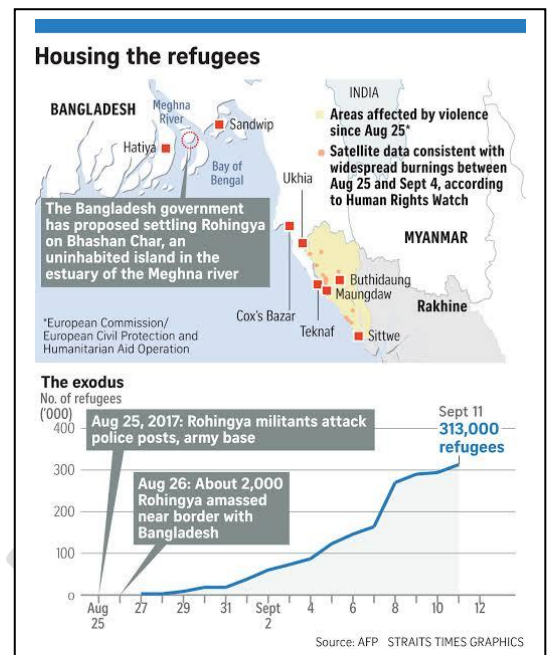 Housing the refugees
BANGLADESH
Meghna
River
Sandwip
Hatiya
Bay of
Bengal
INDIA
Areas affected by violence
since Aug 25*
Satellite data consistent with
widespread burnings between
Aug 25 and Sept 4, according
to Human Rights Watch
Ukhia
The Bangladesh government
has proposed settling Rohingya
on Bhashan Char, an
uninhabited island in the
estuary of the Meghna river
MYANMAR
Buthidaung
Maungdaw
Rakhine
Cox's Bazar
Teknaf
Sittwe
*European Commission/
European Civil Protection and
Humanitarian Aid Operation
The exodus
No. of refugees
('000)
400
300
200
100
0
Aug 25, 2017: Rohingya militants attack
police posts, army base
Aug 26: About 2,000
Rohingya amassed
near border with
Bangladesh
Sept 11
313,000
refugees
Aug
25
27
29
31
Sept
2
4
6
8
10
12
Source: AFP STRAITS TIMES GRAPHICS